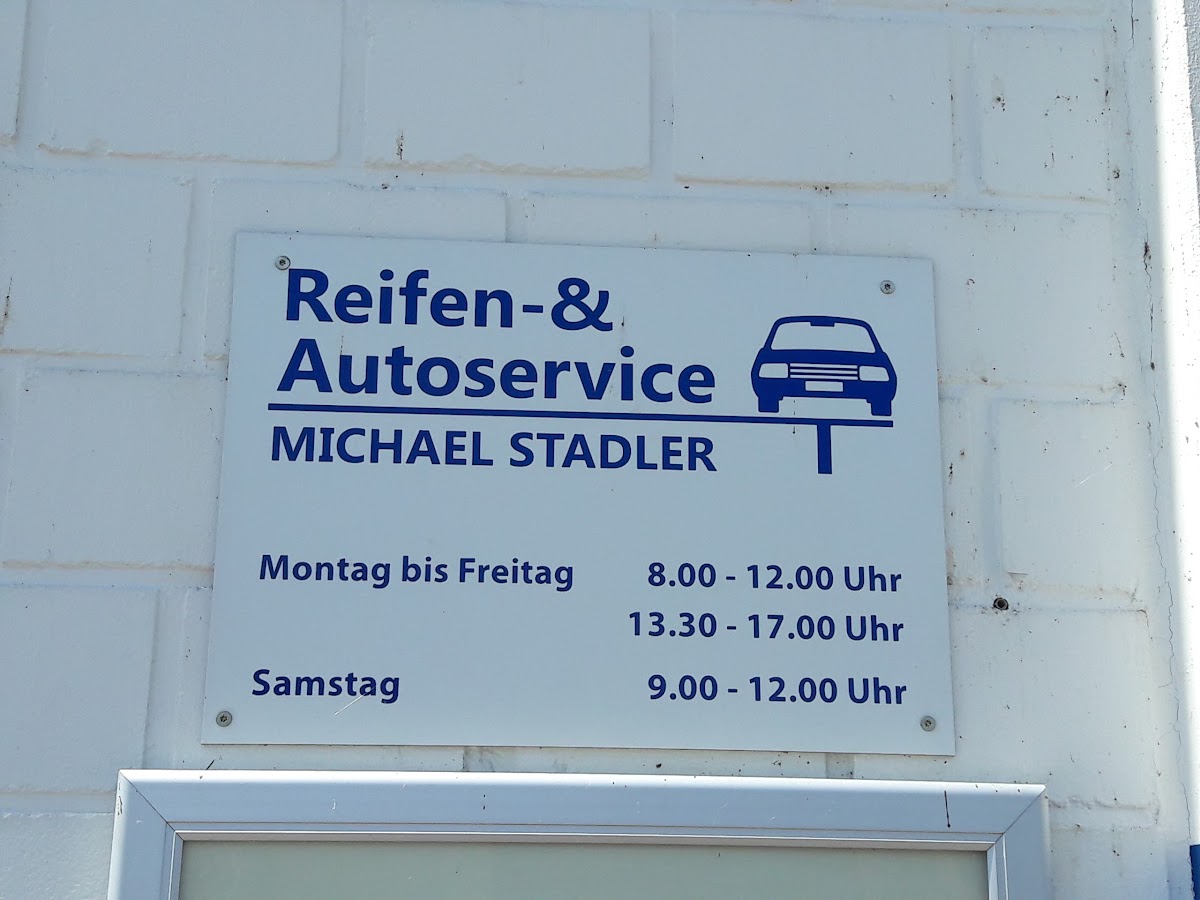 Reifen-&
Autoservice
MICHAEL STADLER
Montag bis Freitag 8.00 - 12.00 Uhr
13.30 - 17.00 Uhr
Samstag 9.00 - 12.00 Uhr